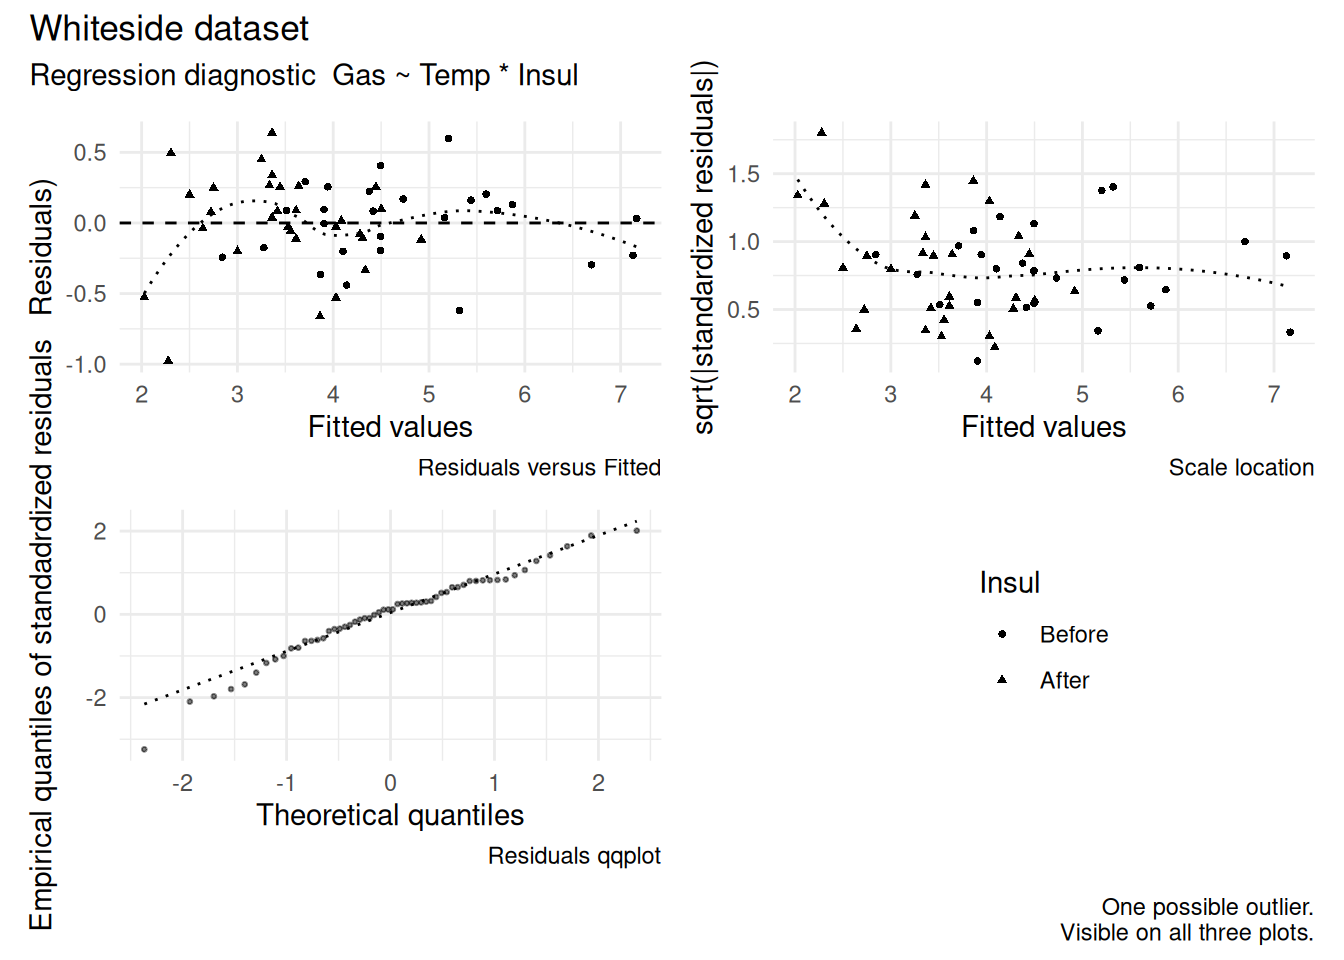 Whiteside dataset
Regression diagnostic  Gas ~ Temp * Insul
Residuals)
0.5
0.0
-0.5
-1.0
2 3 4 5 6 7
Fitted values
Residuals versus Fitted
sqrt(|standardized residuals|)
1.5
1.0
0.5
2 3 4 5 6 7
Fitted values
Scale location
Empirical quantiles of standadrdized residuals
2
0
-2
-2 -1 0 1 2
Theoretical quantiles
Residuals qqplot
Insul
Before
After
One possible outlier.
Visible on all three plots.